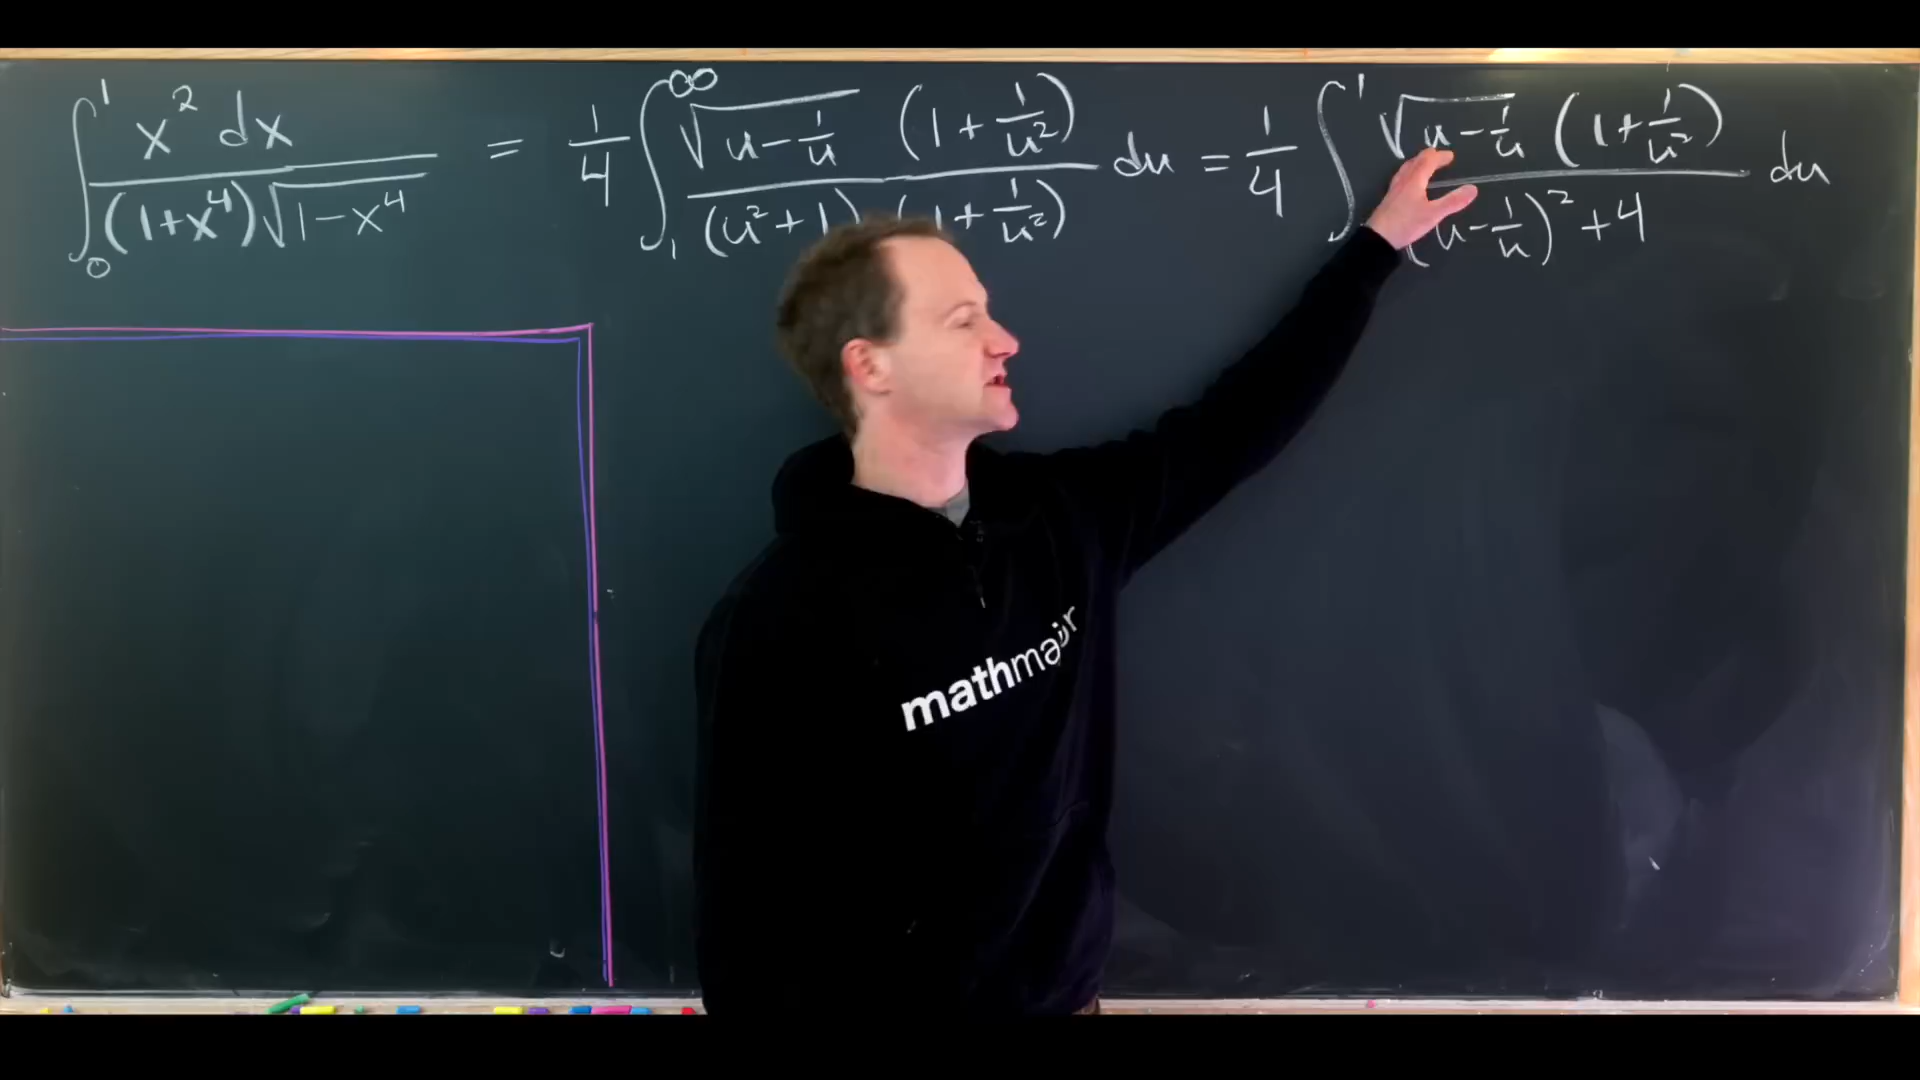 ∫₀¹ x² dx / ((1+x⁴)√(1−x⁴)) = 1/4 ∫₁^∞ √(u − 1/u) (1 + 1/u²) / ((u²+1) (1 + 1/u²)) du = 1/4 ∫¹ √(u − 1/u) (1 + 1/u²) / ((u − 1/u)² + 4) du
mathmajor